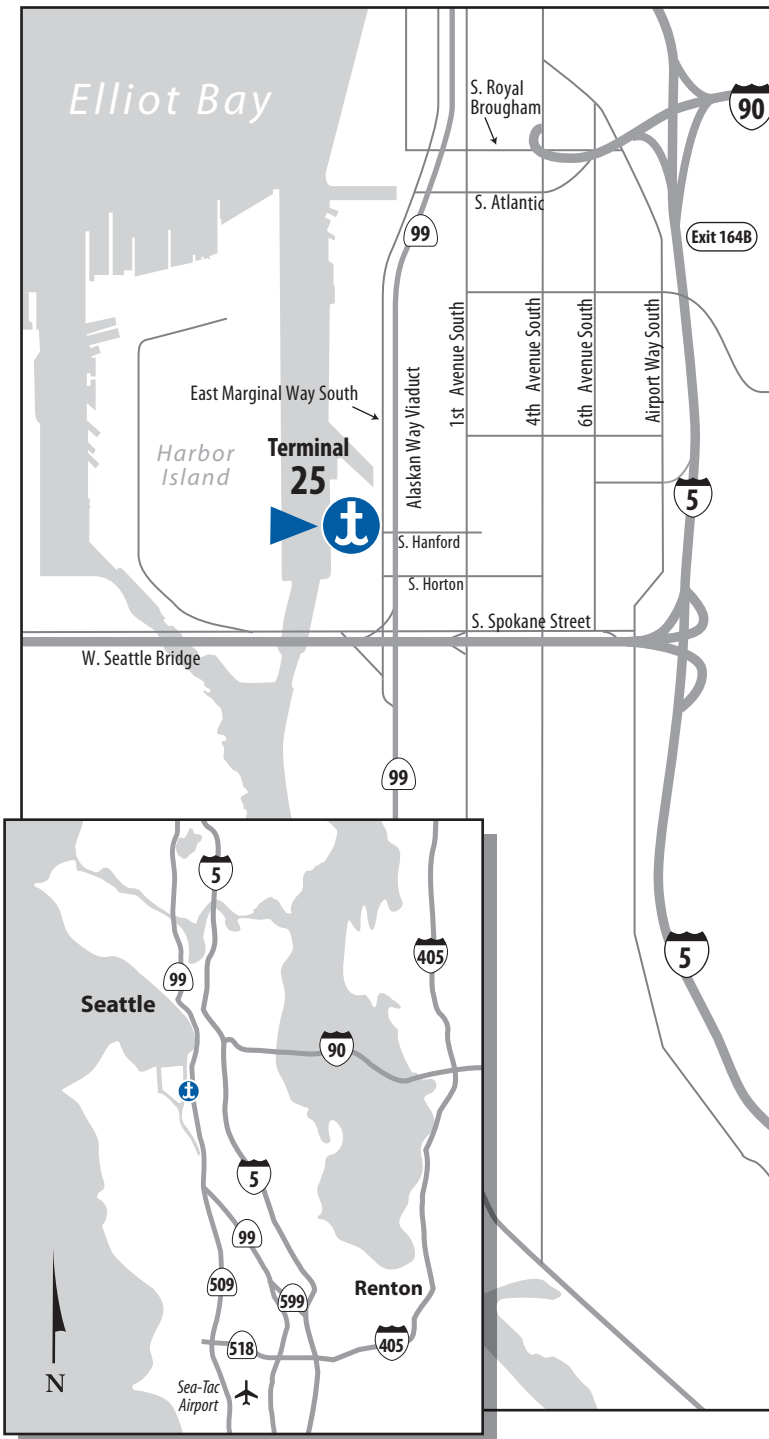 Elliot Bay
S. Royal
Brougham
90
S. Atlantic
99
Exit 164B
1st Avenue South
4th Avenue South
6th Avenue South
Airport Way South
East Marginal Way South
Alaskan Way Viaduct
Harbor
Island
Terminal
25
5
S. Hanford
S. Horton
S. Spokane Street
W. Seattle Bridge
99
5
5
99
405
Seattle
90
5
99
509
599
Renton
518
405
Sea-Tac
Airport
N